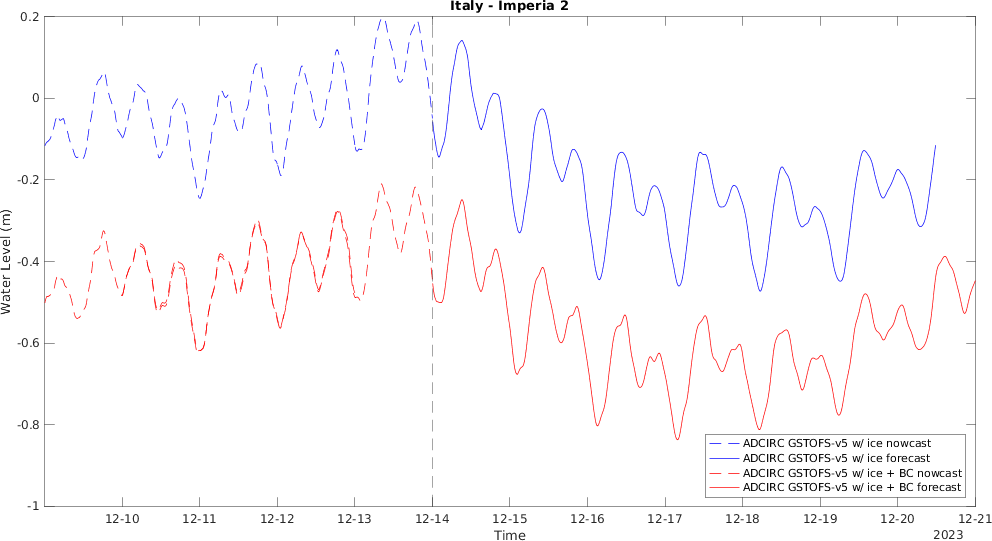 Italy - Imperia 2
Water Level (m)
0.2
0
-0.2
-0.4
-0.6
-0.8
-1
ADCIRC GSTOFS-v5 w/ ice nowcast
ADCIRC GSTOFS-v5 w/ ice forecast
ADCIRC GSTOFS-v5 w/ ice + BC nowcast
ADCIRC GSTOFS-v5 w/ ice + BC forecast
12-10 12-11 12-12 12-13 12-14 12-15 12-16 12-17 12-18 12-19 12-20 12-21
Time
2023